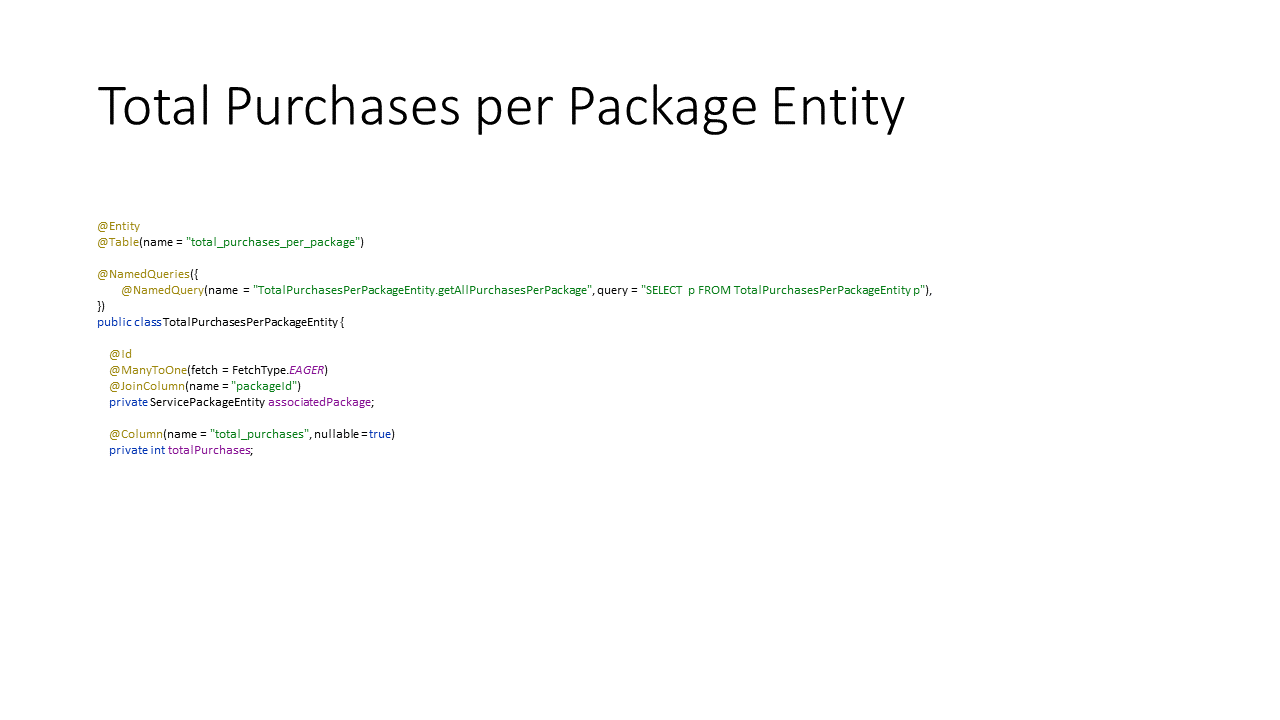 Total Purchases per Package Entity
@Entity
@Table(name = "total_purchases_per_package")
@NamedQueries({
@NamedQuery(name = "TotalPurchasesPerPackageEntity.getAllPurchasesPerPackage", query = "SELECT p FROM TotalPurchasesPerPackageEntity p"),
})
public class TotalPurchasesPerPackageEntity {
@Id
@ManyToOne(fetch = FetchType.EAGER)
@JoinColumn(name = "packageId")
private ServicePackageEntity associatedPackage;
@Column(name = "total_purchases", nullable=true)
private int totalPurchases;